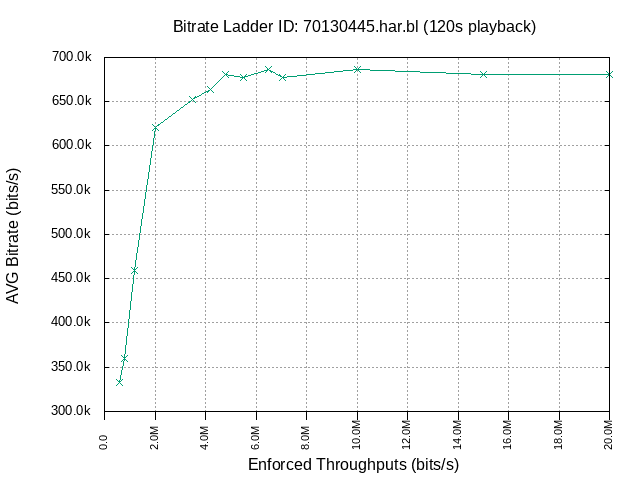 Bitrate Ladder ID: 70130445.har.bl (120s playback)
700.0k
650.0k
600.0k
550.0k
500.0k
450.0k
400.0k
350.0k
300.0k
AVG Bitrate (bits/s)
0.0
2.0M
4.0M
6.0M
8.0M
10.0M
12.0M
14.0M
16.0M
18.0M
20.0M
Enforced Throughputs (bits/s)